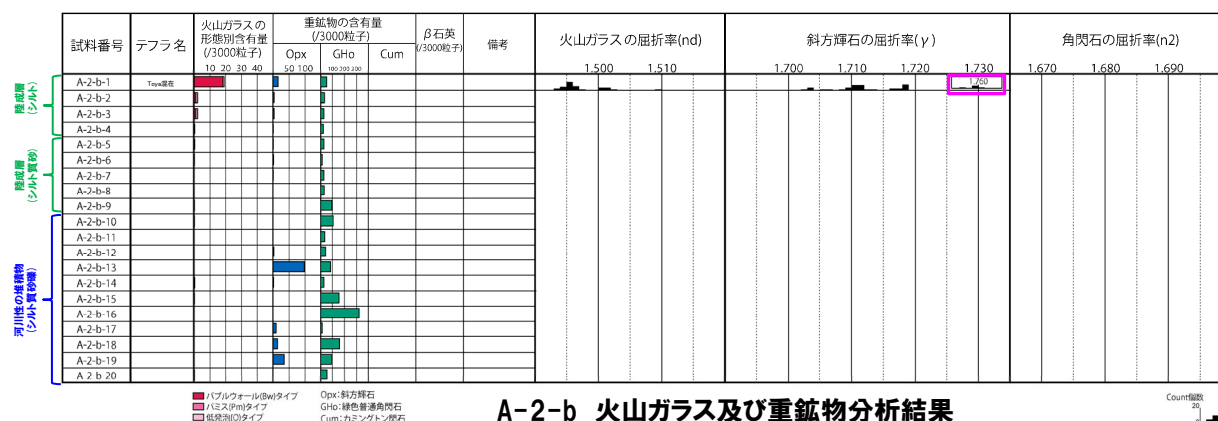 試料番号
テフラ名
火山ガラスの
形態別含有量
(/3000粒子)
10 20 30 40
重鉱物の含有量
(/3000粒子)
Opx
GHo
Cum
50 100
100 200 300
β石英
(/3000粒子)
備考
火山ガラスの屈折率(nd)
1.500
1.510
斜方輝石の屈折率(γ)
1.700
1.710
1.720
1.730
角閃石の屈折率(n2)
1.670
1.680
1.690
陸成層
(シルト)
陸成層
(シルト質砂)
河川性の堆積物
(シルト質砂礫)
A-2-b-1
Toya混在
1.760
A-2-b-2
A-2-b-3
A-2-b-4
A-2-b-5
A-2-b-6
A-2-b-7
A-2-b-8
A-2-b-9
A-2-b-10
A-2-b-11
A-2-b-12
A-2-b-13
A-2-b-14
A-2-b-15
A-2-b-16
A-2-b-17
A-2-b-18
A-2-b-19
A-2-b-20
バブルウォール(Bw)タイプ
パミス(Pm)タイプ
低発泡(O)タイプ
Opx:斜方輝石
GHo:緑色普通角閃石
Cum:カミングトン閃石
A-2-b 火山ガラス及び重鉱物分析結果
Count個数
20